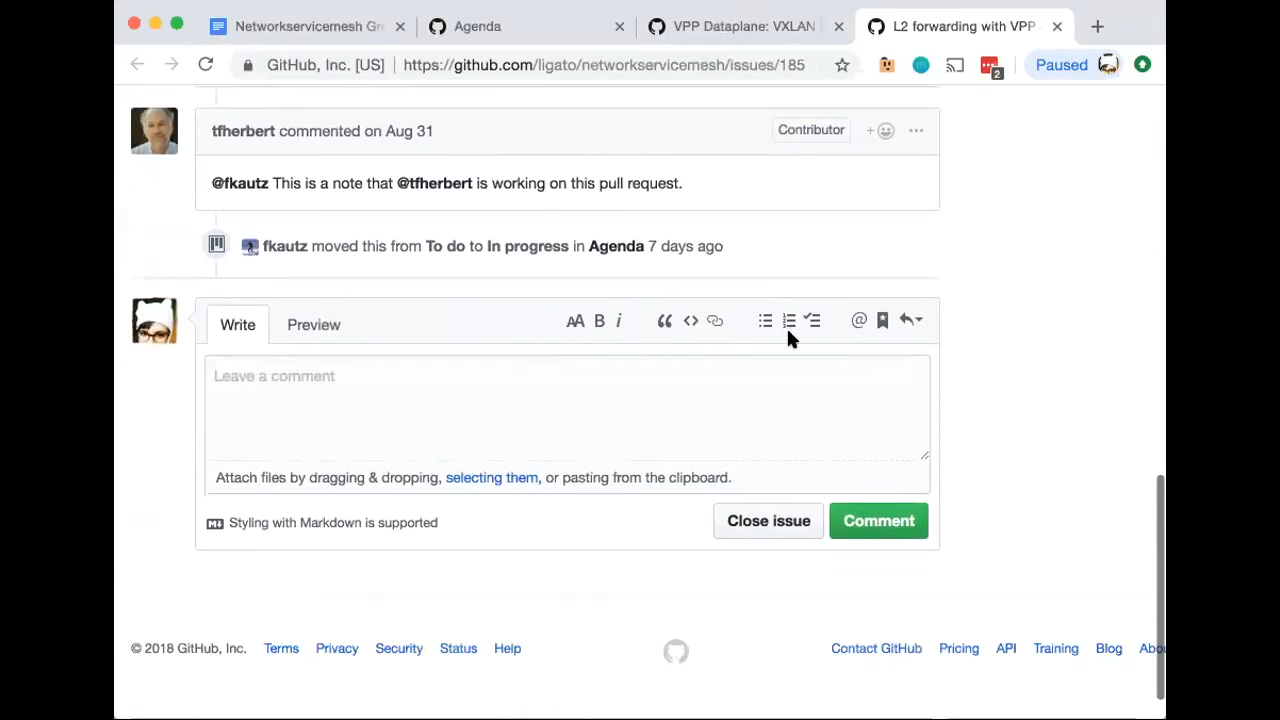 Networkservicemesh Gr
Agenda
VPP Dataplane: VXLAN
L2 forwarding with VPP
GitHub, Inc. [US] https://github.com/ligato/networkservicemesh/issues/185
2
Paused
tfherbert commented on Aug 31
Contributor
@fkautz This is a note that @tfherbert is working on this pull request.
fkautz moved this from To do to In progress in Agenda 7 days ago
Write
Preview
AA B i
Leave a comment
Attach files by dragging & dropping, selecting them, or pasting from the clipboard.
Styling with Markdown is supported
Close issue
Comment
© 2018 GitHub, Inc. Terms Privacy Security Status Help
Contact GitHub Pricing API Training Blog Abo